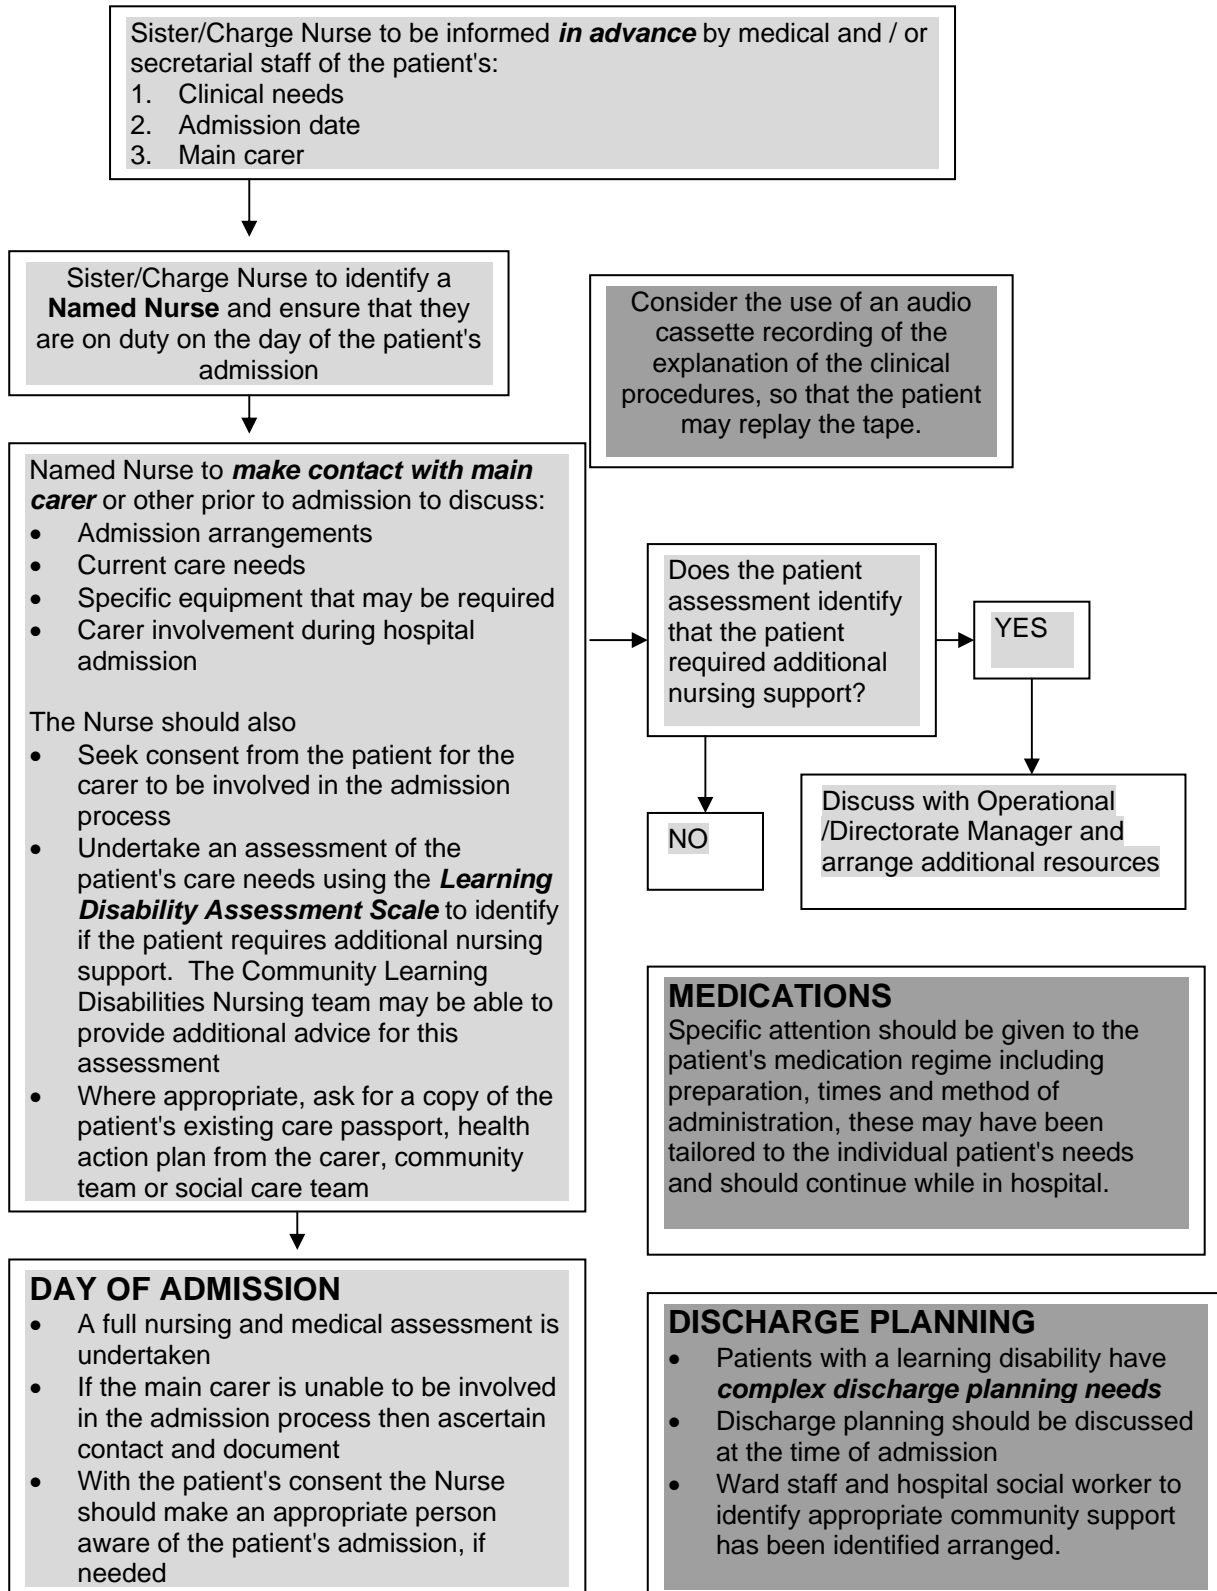 Sister/Charge Nurse to be informed in advance by medical and / or
secretarial staff of the patient's:
1. Clinical needs
2. Admission date
3. Main carer
Sister/Charge Nurse to identify a
Named Nurse and ensure that they
are on duty on the day of the patient's
admission
Consider the use of an audio
cassette recording of the
explanation of the clinical
procedures, so that the patient
may replay the tape.
Named Nurse to make contact with main
carer or other prior to admission to discuss:
• Admission arrangements
• Current care needs
• Specific equipment that may be required
• Carer involvement during hospital
admission
The Nurse should also
• Seek consent from the patient for the
carer to be involved in the admission
process
• Undertake an assessment of the
patient's care needs using the Learning
Disability Assessment Scale to identify
if the patient requires additional nursing
support. The Community Learning
Disabilities Nursing team may be able to
provide additional advice for this
assessment
• Where appropriate, ask for a copy of the
patient's existing care passport, health
action plan from the carer, community
team or social care team
Does the patient
assessment identify
that the patient
required additional
nursing support?
YES
NO
Discuss with Operational
/Directorate Manager and
arrange additional resources
MEDICATIONS
Specific attention should be given to the
patient's medication regime including
preparation, times and method of
administration, these may have been
tailored to the individual patient's needs
and should continue while in hospital.
DAY OF ADMISSION
• A full nursing and medical assessment is
undertaken
• If the main carer is unable to be involved
in the admission process then ascertain
contact and document
• With the patient's consent the Nurse
should make an appropriate person
aware of the patient's admission, if
needed
DISCHARGE PLANNING
• Patients with a learning disability have
complex discharge planning needs
• Discharge planning should be discussed
at the time of admission
• Ward staff and hospital social worker to
identify appropriate community support
has been identified arranged.